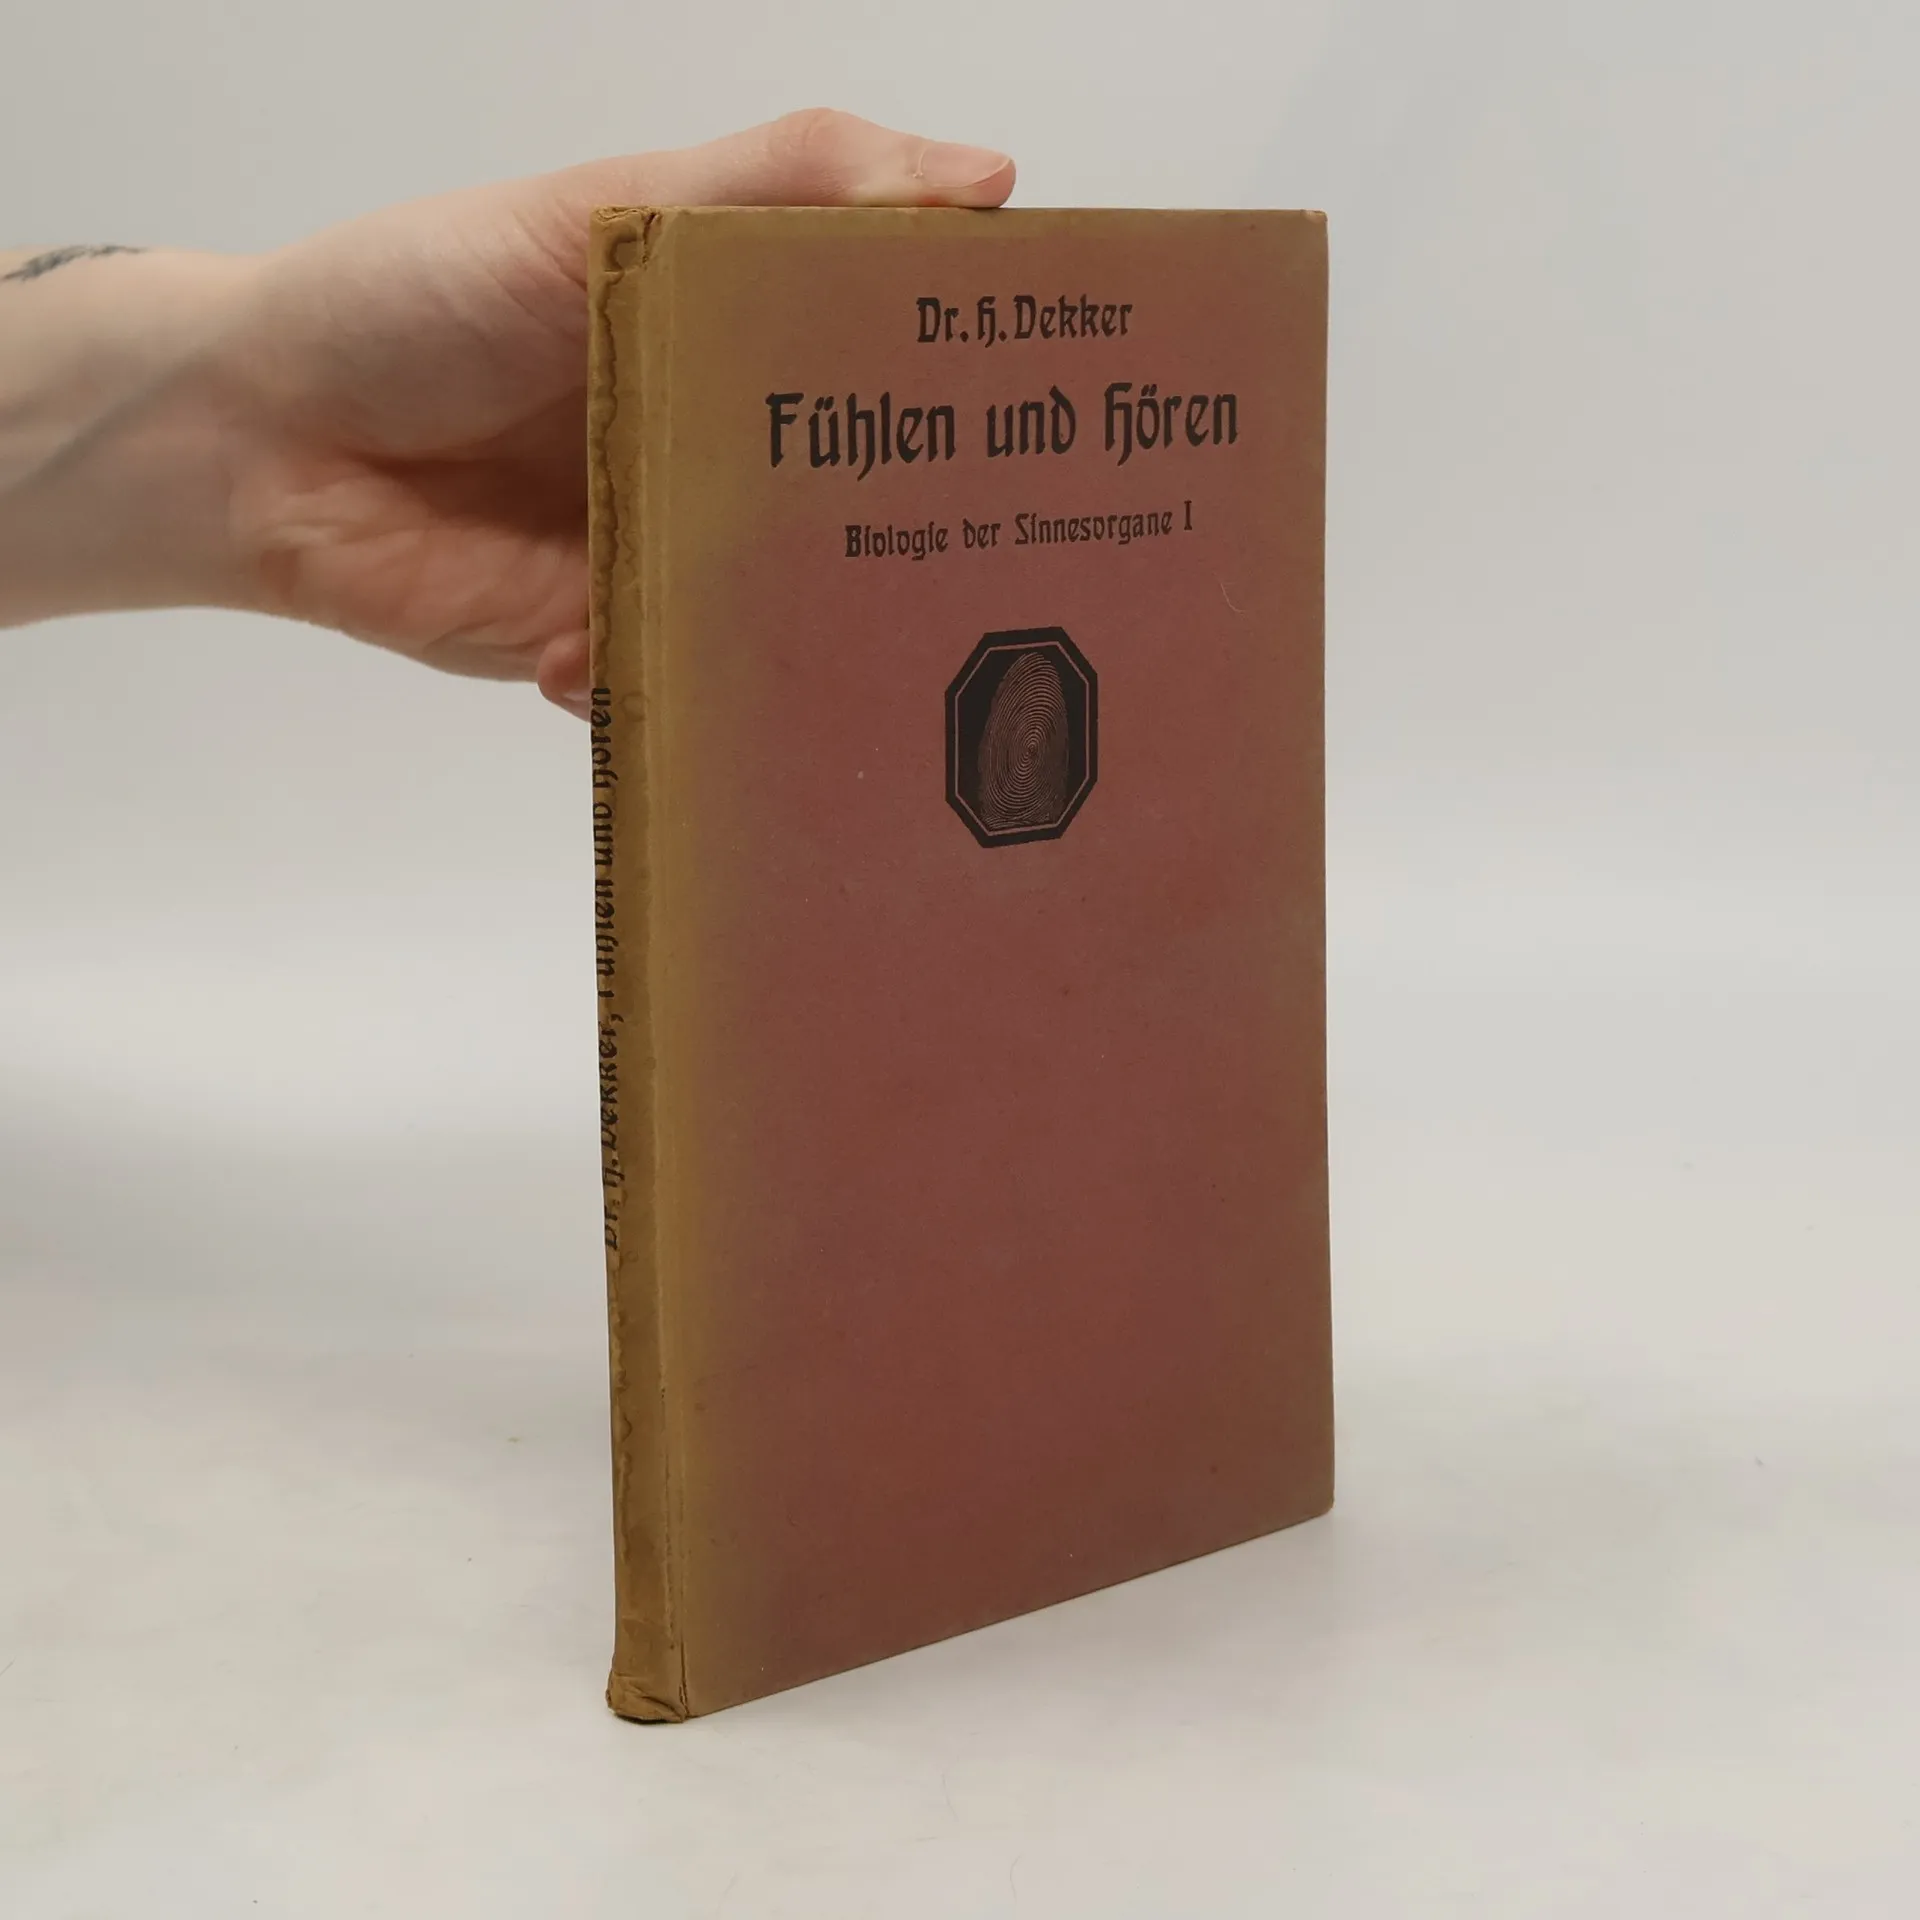 Dr. H. Dekker
Fühlen und Hören
Biologie der Sinnesorgane I
Dr. H. Dekker, Fühlen und Hören